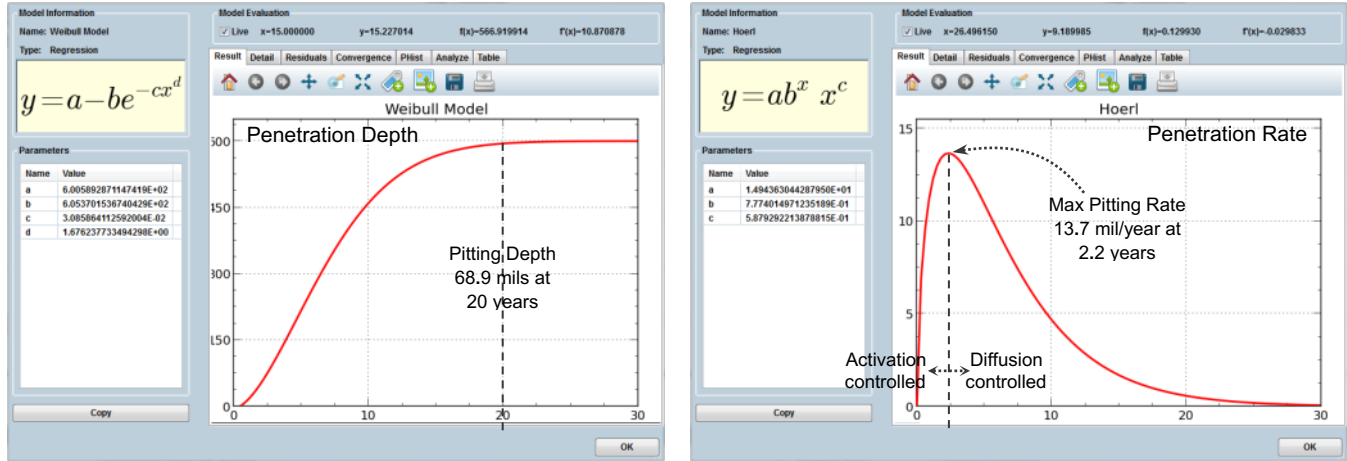 Model Information
Name: Weibull Model
Type: Regression
y=a−be^{−cx^d}
Parameters
Name Value
a 6.005892871147419E+02
b 6.053701536740429E+02
c 3.085864112592004E-02
d 1.676237733494298E+00
Copy
Model Evaluation
Live x=15.000000 y=15.227014 f(x)=566.919914 f'(x)=10.870878
Result Detail Residuals Convergence PHist Analyze Table
Weibull Model
Penetration Depth
Pitting Depth
68.9 mils at
20 years
450
300
150
0
0 10 20 30
OK
Model Information
Name: Hoerl
Type: Regression
y=ab^x x^c
Parameters
Name Value
a 1.494363044287950E+01
b 7.774014971235189E-01
c 5.879292213878815E-01
Copy
Model Evaluation
Live x=26.496150 y=9.189985 f(x)=0.129930 f'(x)=-0.029833
Result Detail Residuals Convergence PHist Analyze Table
Hoerl
Penetration Rate
Max Pitting Rate
13.7 mil/year at
2.2 years
Activation
controlled
Diffusion
controlled
15
10
5
0
0 10 20 30
OK